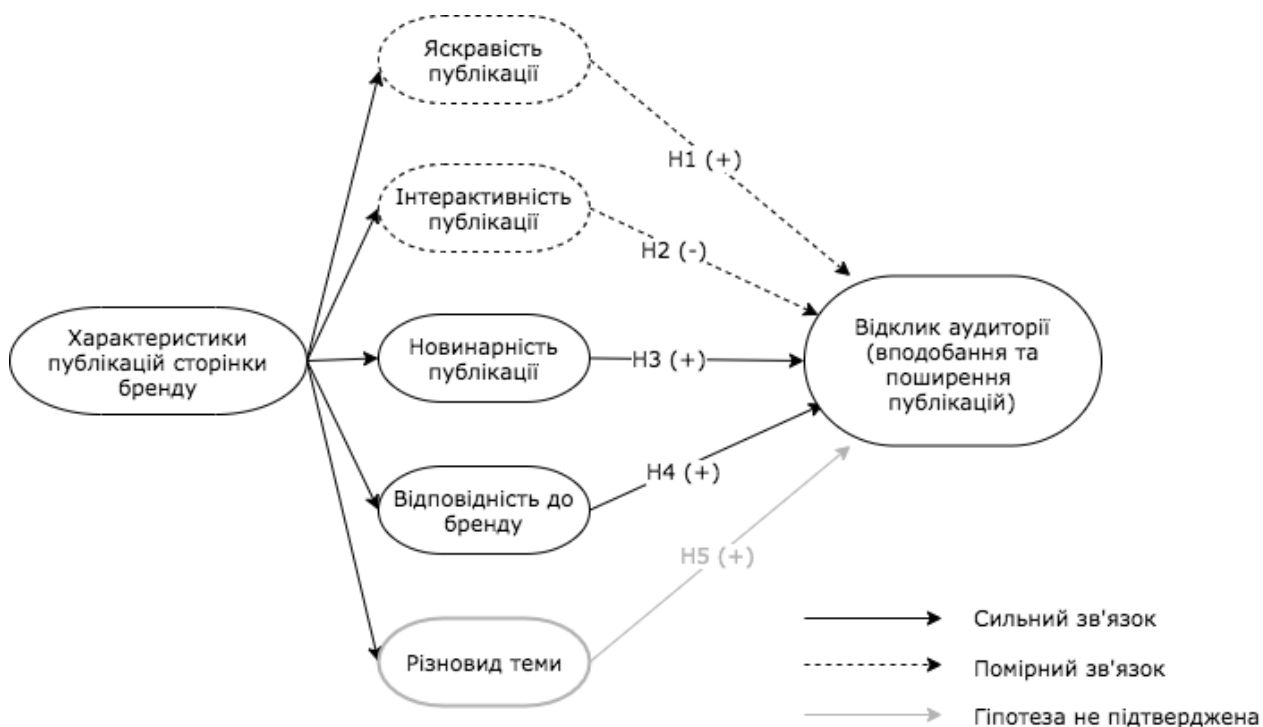 Яскравість
публікації
H1 (+)
Інтерактивність
публікації
H2 (-)
Характеристики
публікацій сторінки
бренду
Новинарність
публікації
H3 (+)
Відклик аудиторії
(вподобання та
поширення
публікацій)
Відповідність до
бренду
H4 (+)
H5 (+)
Різновид теми
Сильний зв'язок
Помірний зв'язок
Гіпотеза не підтверджена